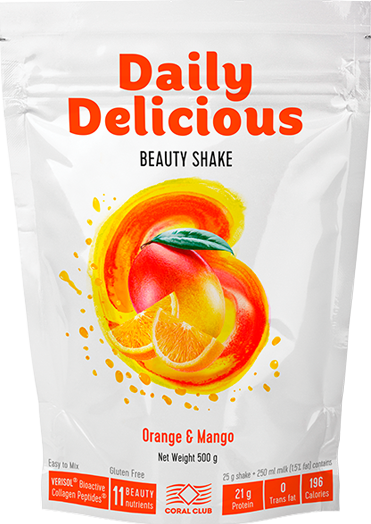 Daily
Delicious
BEAUTY SHAKE
Orange & Mango
Net Weight 500 g
Easy to Mix
VERISOL® Bioactive
Collagen Peptides®
Gluten Free
11 BEAUTY
nutrients
CORAL CLUB
25 g shake + 250 ml milk (1.5% fat) contains
21 g
Protein
0
Trans fat
196
Calories